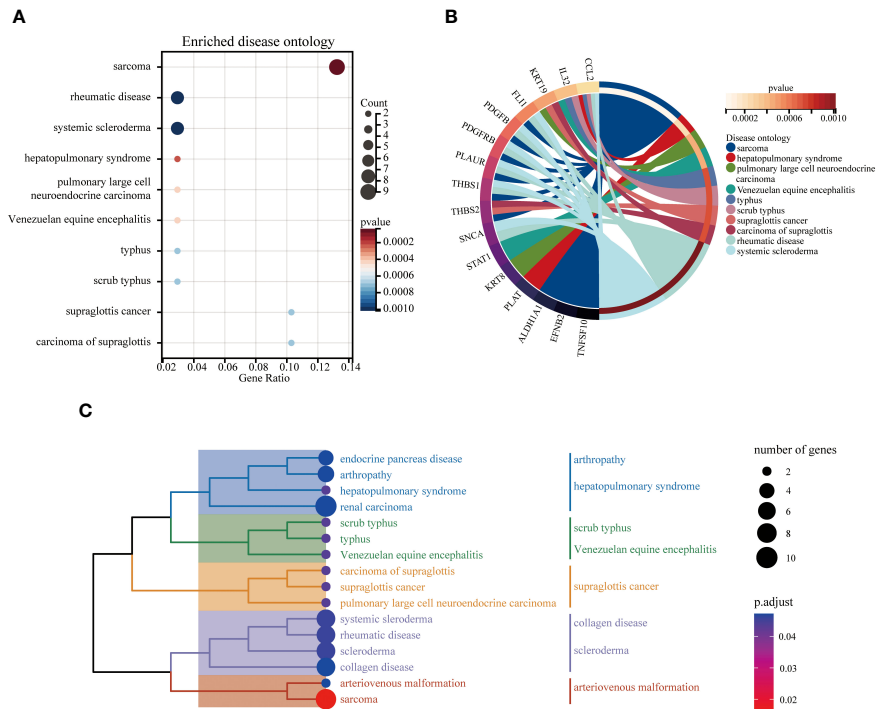 A
Enriched disease ontology
sarcoma
rheumatic disease
systemic scleroderma
hepatopulmonary syndrome
pulmonary large cell
neuroendocrine carcinoma
Venezuelan equine encephalitis
typhus
scrub typhus
supraglottis cancer
carcinoma of supraglottis
0.02 0.04 0.06 0.08 0.10 0.12 0.14
Gene Ratio
Count
2
3
4
5
6
7
8
9
pvalue
0.0002
0.0004
0.0006
0.0008
0.0010
B
CCL2
IL32
KRT19
FLI1
PDGFB
PDGFRB
PLAUR
THBS1
THBS2
SNCA
STAT1
KRT8
PLAT
ALDH1A1
EFNB2
TNFSF10
pvalue
0.0002 0.0006 0.0010
Disease ontology
sarcoma
hepatopulmonary syndrome
pulmonary large cell neuroendocrine
carcinoma
Venezuelan equine encephalitis
typhus
scrub typhus
supraglottis cancer
carcinoma of supraglottis
rheumatic disease
systemic scleroderma
C
endocrine pancreas disease
arthropathy
hepatopulmonary syndrome
renal carcinoma
scrub typhus
typhus
Venezuelan equine encephalitis
carcinoma of supraglottis
supraglottis cancer
pulmonary large cell neuroendocrine carcinoma
systemic sleroderma
rheumatic disease
scleroderma
collagen disease
arteriovenous malformation
sarcoma
arthropathy
hepatopulmonary syndrome
scrub typhus
Venezuelan equine encephalitis
supraglottis cancer
collagen disease
scleroderma
arteriovenous malformation
number of genes
2
4
6
8
10
p.adjust
0.04
0.03
0.02